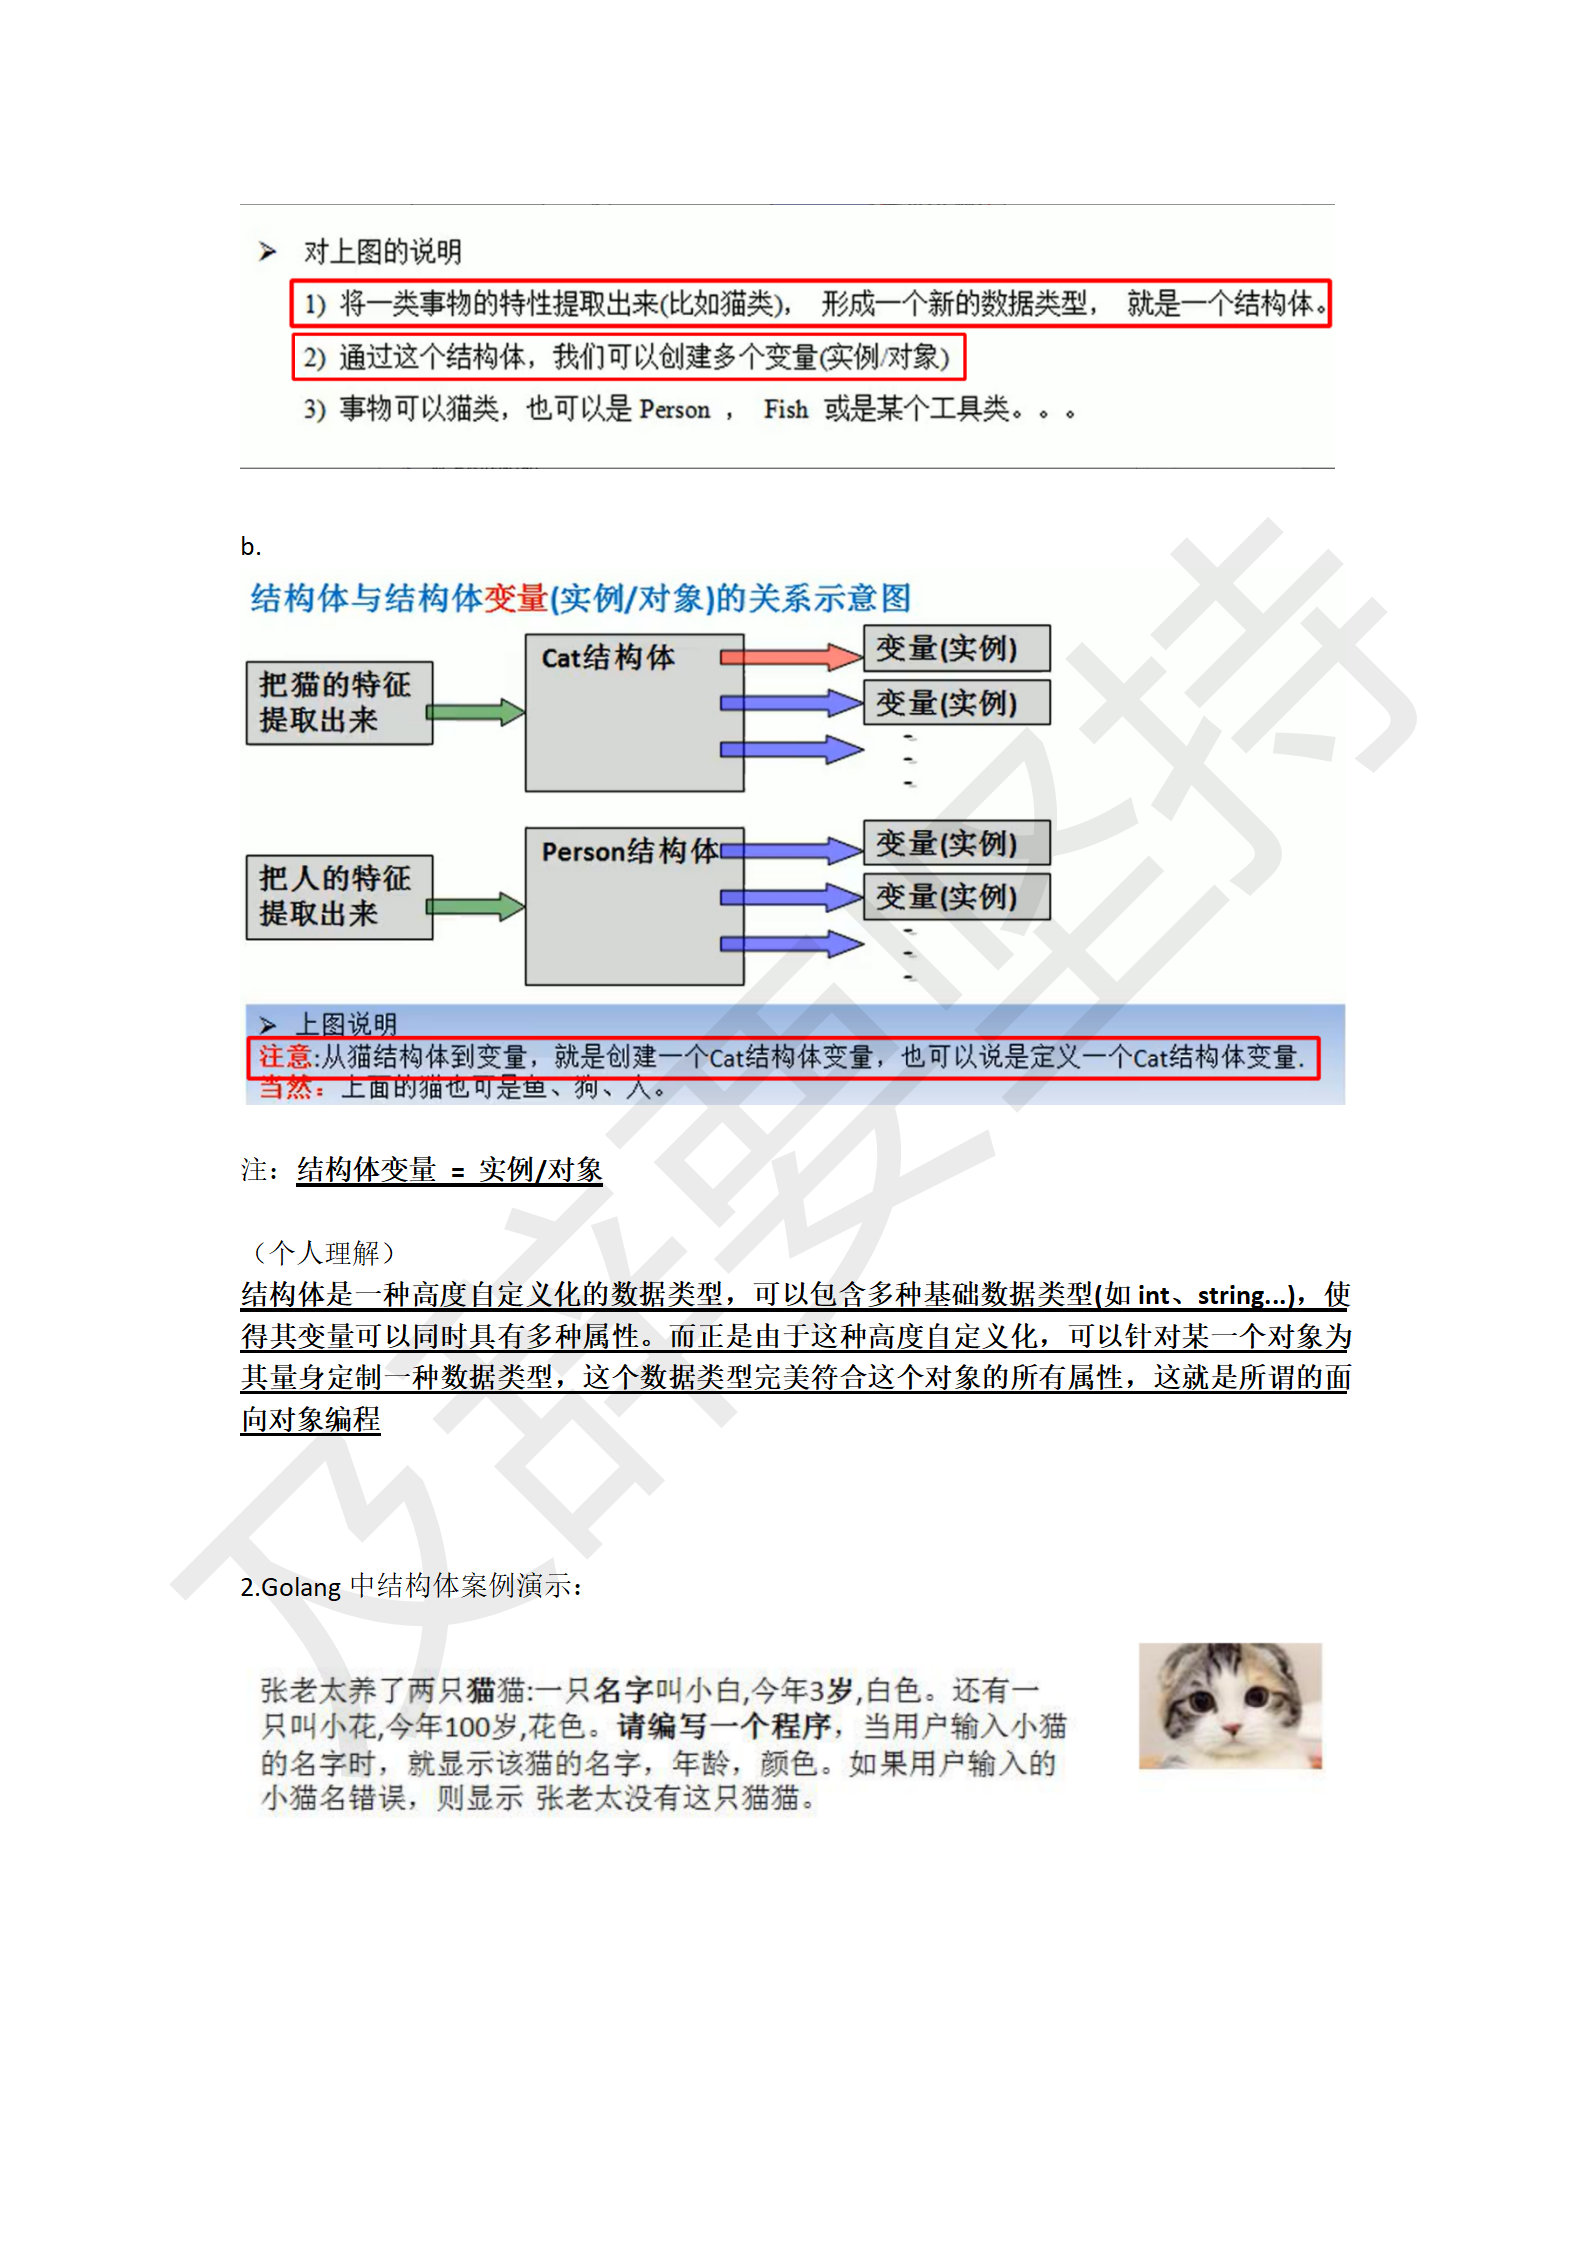 ➢ 对上图的说明
1) 将一类事物的特性提取出来(比如猫类)， 形成一个新的数据类型， 就是一个结构体。
2) 通过这个结构体，我们可以创建多个变量(实例/对象)
3) 事物可以猫类，也可以是 Person ， Fish 或是某个工具类。。。
b.
结构体与结构体变量(实例/对象)的关系示意图
把猫的特征
提取出来
Cat结构体
变量(实例)
变量(实例)
把人的特征
提取出来
Person结构体
变量(实例)
变量(实例)
➢ 上图说明
注意:从猫结构体到变量，就是创建一个Cat结构体变量，也可以说是定义一个Cat结构体变量.
当然：上面的猫也可是鱼、狗、人。
注：结构体变量 = 实例/对象
（个人理解）
结构体是一种高度自定义化的数据类型，可以包含多种基础数据类型(如 int、string...)，使
得其变量可以同时具有多种属性。而正是由于这种高度自定义化，可以针对某一个对象为
其量身定制一种数据类型，这个数据类型完美符合这个对象的所有属性，这就是所谓的面
向对象编程
2.Golang 中结构体案例演示：
张老太养了两只猫猫:一只名字叫小白,今年3岁,白色。还有一
只叫小花,今年100岁,花色。请编写一个程序，当用户输入小猫
的名字时，就显示该猫的名字，年龄，颜色。如果用户输入的
小猫名错误，则显示 张老太没有这只猫猫。
及辞要坚持